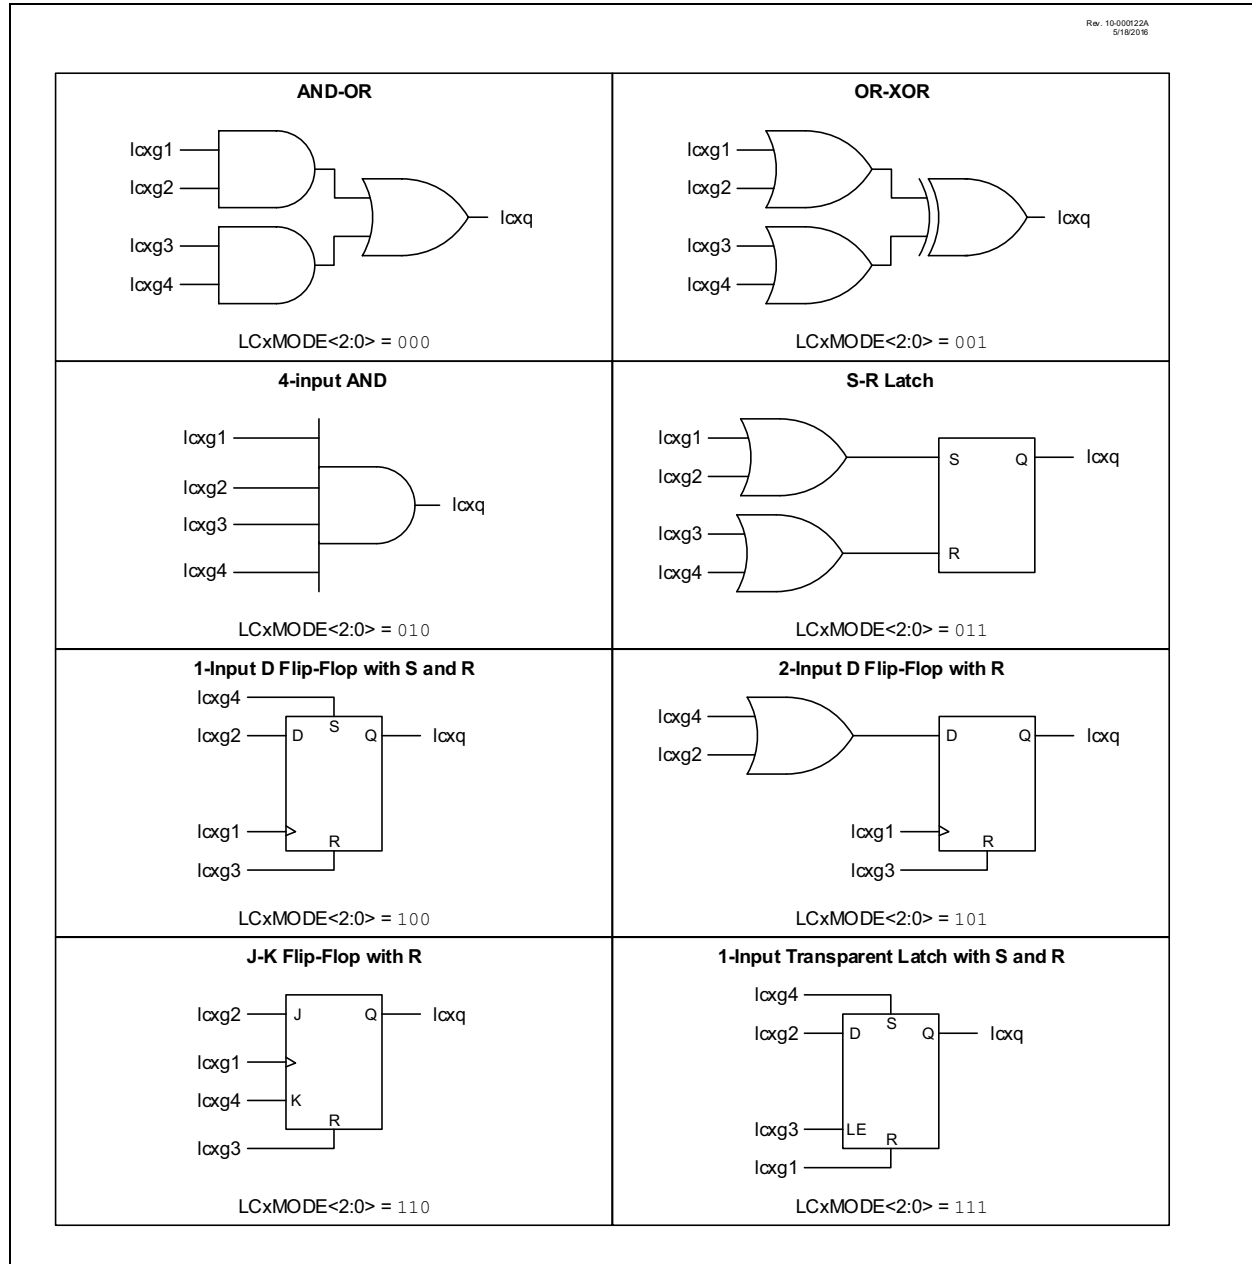 Rev. 10-000122A
5/18/2016
AND-OR
lcxg1
lcxg2
lcxg3
lcxg4
lcxq
LCxMODE<2:0> = 000
OR-XOR
lcxg1
lcxg2
lcxg3
lcxg4
lcxq
LCxMODE<2:0> = 001
4-input AND
lcxg1
lcxg2
lcxg3
lcxg4
lcxq
LCxMODE<2:0> = 010
S-R Latch
lcxg1
lcxg2
lcxg3
lcxg4
S
Q
lcxq
R
LCxMODE<2:0> = 011
1-Input D Flip-Flop with S and R
lcxg4
S
lcxg2
D
Q
lcxq
lcxg1
R
lcxg3
LCxMODE<2:0> = 100
2-Input D Flip-Flop with R
lcxg4
lcxg2
D
Q
lcxq
lcxg1
R
lcxg3
LCxMODE<2:0> = 101
J-K Flip-Flop with R
lcxg2
J
Q
lcxq
lcxg1
lcxg4
K
R
lcxg3
LCxMODE<2:0> = 110
1-Input Transparent Latch with S and R
lcxg4
S
lcxg2
D
Q
lcxq
lcxg3
LE
R
lcxg1
LCxMODE<2:0> = 111